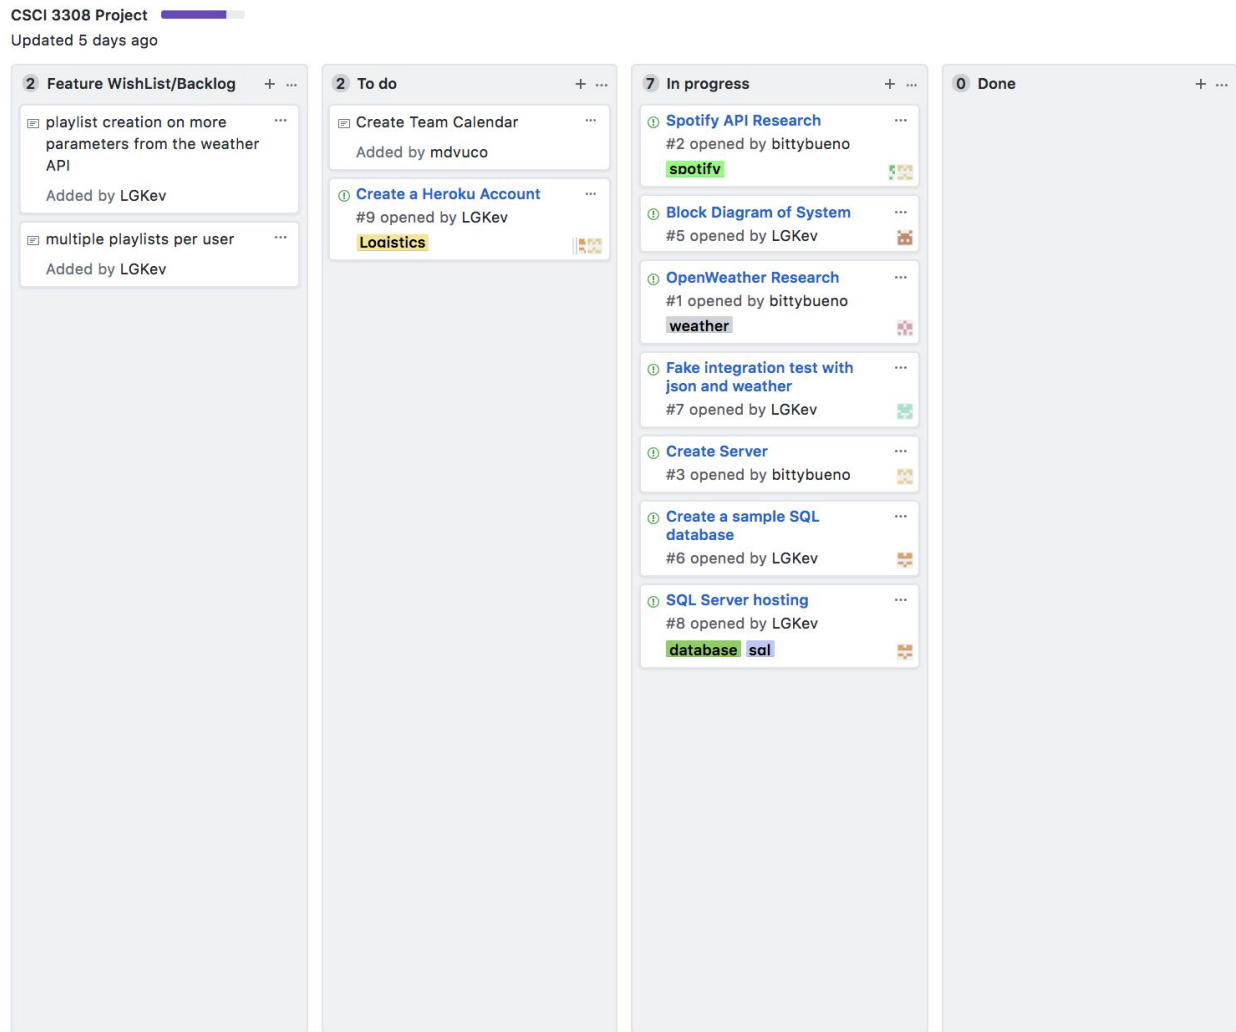 CSCI 3308 Project
Updated 5 days ago
2 Feature WishList/Backlog + ...
playlist creation on more ...
parameters from the weather
API
Added by LGKev
multiple playlists per user ...
Added by LGKev
2 To do + ...
Create Team Calendar ...
Added by mdvuco
Create a Heroku Account ...
#9 opened by LGKev
Logistics
7 In progress + ...
Spotify API Research ...
#2 opened by bittybueno
spotify
Block Diagram of System ...
#5 opened by LGKev
OpenWeather Research ...
#1 opened by bittybueno
weather
Fake integration test with ...
json and weather
#7 opened by LGKev
Create Server ...
#3 opened by bittybueno
Create a sample SQL ...
database
#6 opened by LGKev
SQL Server hosting ...
#8 opened by LGKev
database sql
0 Done + ...